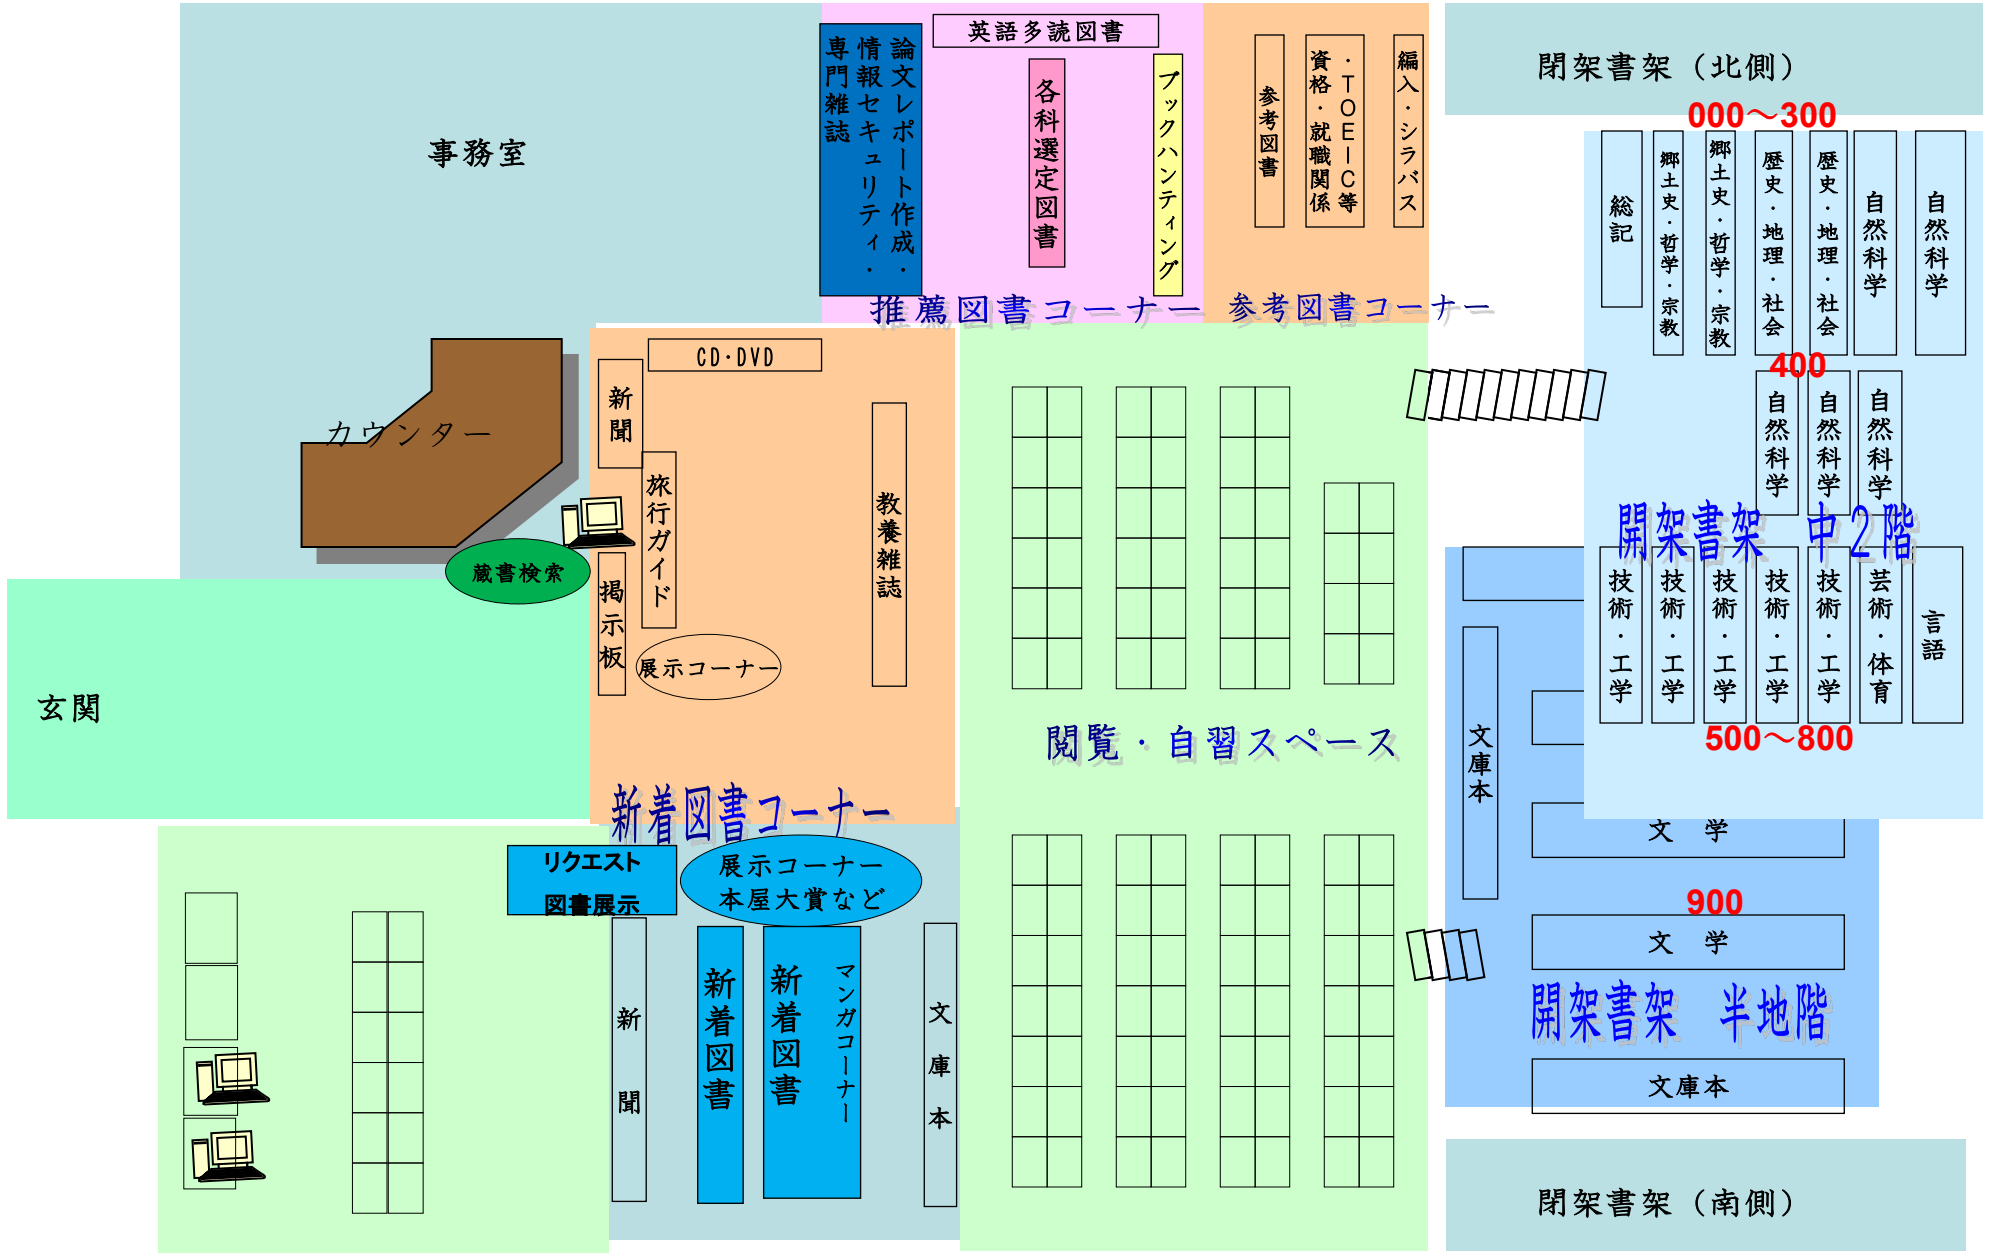 事務室
論文レポート作成・
情報セキュリティ・
専門雑誌
英語多読図書
各科選定図書
ブックハンティング
推薦図書コーナー
参考図書
・TOEIC等
資格・就職関係
編入・シラバス
参考図書コーナー
閉架書架（北側）
000～300
総記
郷土史・哲学・宗教
郷土史・哲学・宗教
歴史・地理・社会
歴史・地理・社会
自然科学
自然科学
400
自然科学
自然科学
自然科学
開架書架　中２階
技術・工学
技術・工学
技術・工学
技術・工学
技術・工学
芸術・体育
言語
500～800
カウンター
蔵書検索
玄関
CD・DVD
新聞
旅行ガイド
掲示板
展示コーナー
教養雑誌
新着図書コーナー
リクエスト
図書展示
展示コーナー
本屋大賞など
新聞
新着図書
新着図書
マンガコーナー
文庫本
閲覧・自習スペース
文庫本
文　学
900
文　学
開架書架　半地階
文庫本
閉架書架（南側）